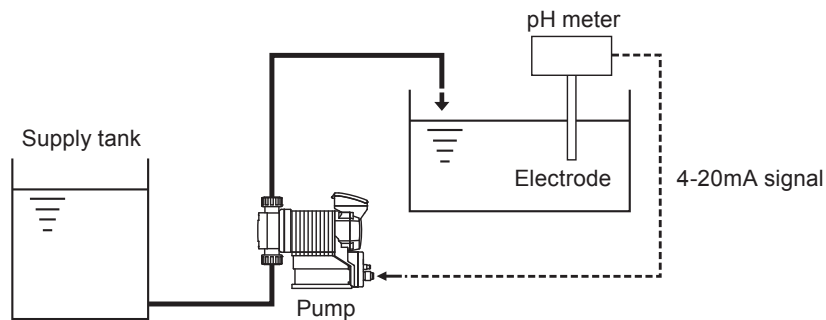 pH meter
Supply tank
Electrode
4-20mA signal
Pump